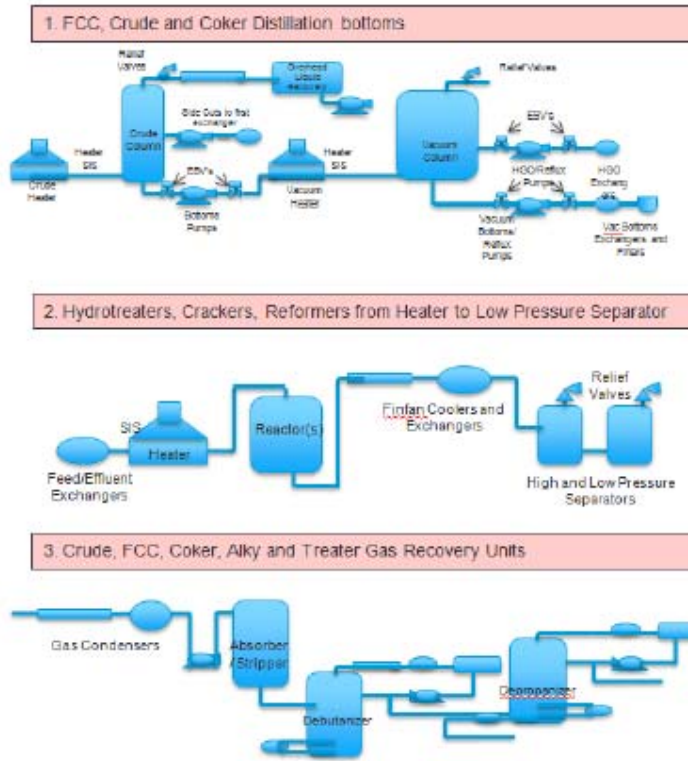 1. FCC, Crude and Coker Distillation bottoms
Relief
Valves
Overhead
Liquid
Relief Valves
Side Cuts to first
exchanger
Crude
Column
Vacuum
Column
Heater
SIS
Crude
Heater
EBV's
Bottoms
Pumps
Heater
SIS
Vacuum
Heater
EBV's
HGO/Reflux
Pumps
HGO
Exchang
ers
Vacuum
Bottoms/
Reflux
Pumps
Vac Bottoms
Exchangers and
Filters
2. Hydrotreaters, Crackers, Reformers from Heater to Low Pressure Separator
SIS
Heater
Feed/Effluent
Exchangers
Reactor(s)
Finfan Coolers and
Exchangers
Relief
Valves
High and Low Pressure
Separators
3. Crude, FCC, Coker, Alky and Treater Gas Recovery Units
Gas Condensers
Absorber
/Stripper
Debutanizer
Depropanizer